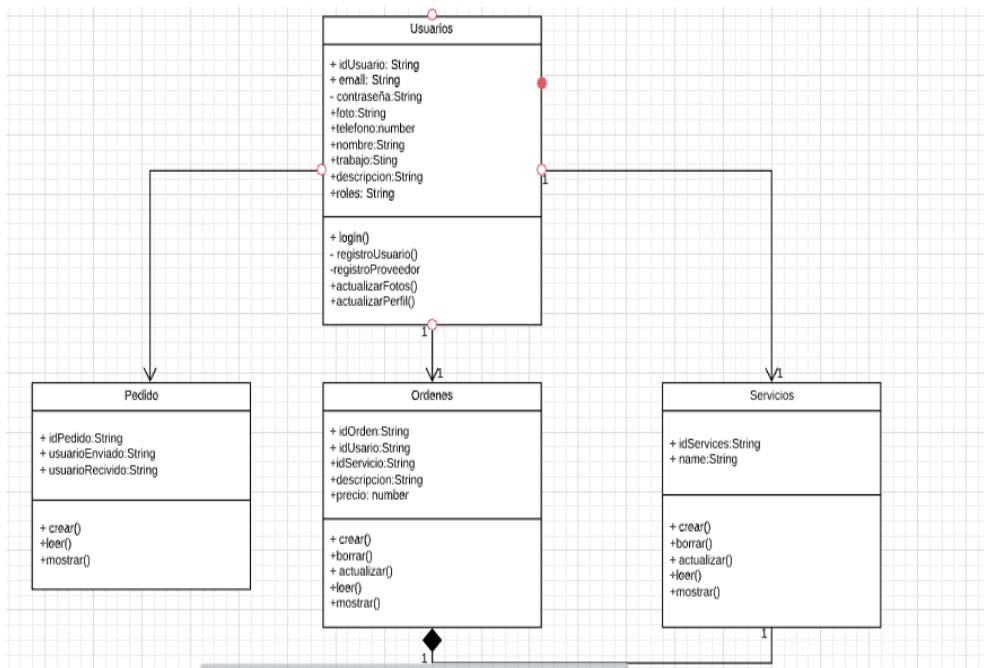 Usuarios
+ idUsuario: String
+ email: String
- contraseña:String
+foto:String
+telefono:number
+nombre:String
+trabajo:Sting
+descripcion:String
+roles: String
+ login()
- registroUsuario()
-registroProveedor
+actualizarFotos()
+actualizarPerfil()
1
1
1
1
Pedido
+ idPedido:String
+ usuarioEnviado:String
+ usuarioRecivido:String
+ crear()
+leer()
+mostrar()
Ordenes
+ idOrden:String
+ idUsario:String
+idServicio:String
+descripcion:String
+precio: number
+ crear()
+borrar()
+ actualizar()
+leer()
+mostrar()
1
Servicios
+ idServices:String
+ name:String
+ crear()
+borrar()
+ actualizar()
+leer()
+mostrar()
1